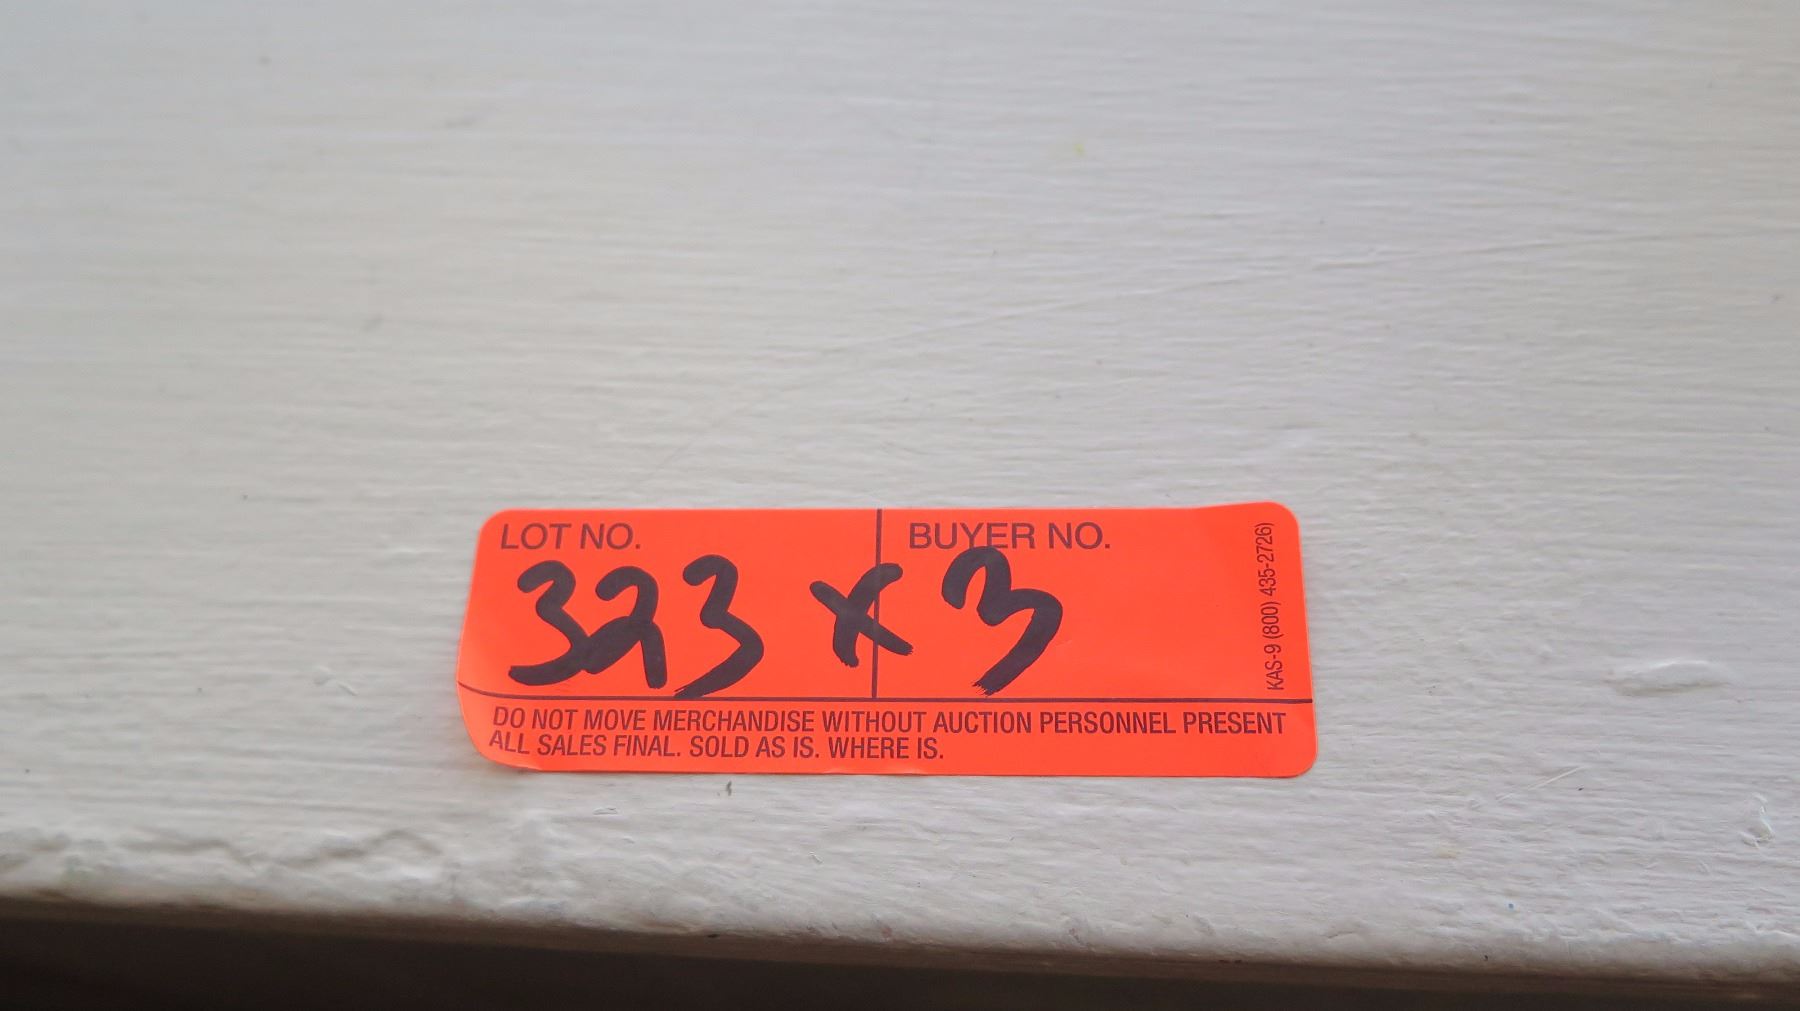 LOT NO. BUYER NO.
323 x 3
KAS-9 (800) 435-2726)
DO NOT MOVE MERCHANDISE WITHOUT AUCTION PERSONNEL PRESENT
ALL SALES FINAL. SOLD AS IS. WHERE IS.